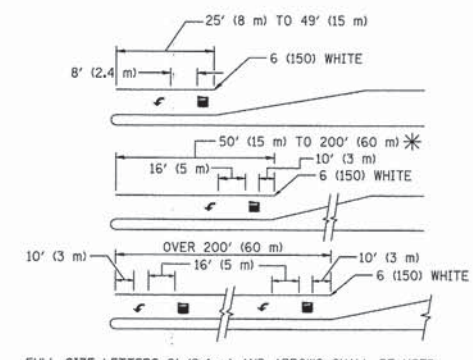 25' (8 m) TO 49' (15 m)
8' (2.4 m)
6 (150) WHITE
50' (15 m) TO 200' (60 m) *
16' (5 m)
10' (3 m)
6 (150) WHITE
OVER 200' (60 m)
10' (3 m)
16' (5 m)
10' (3 m)
6 (150) WHITE